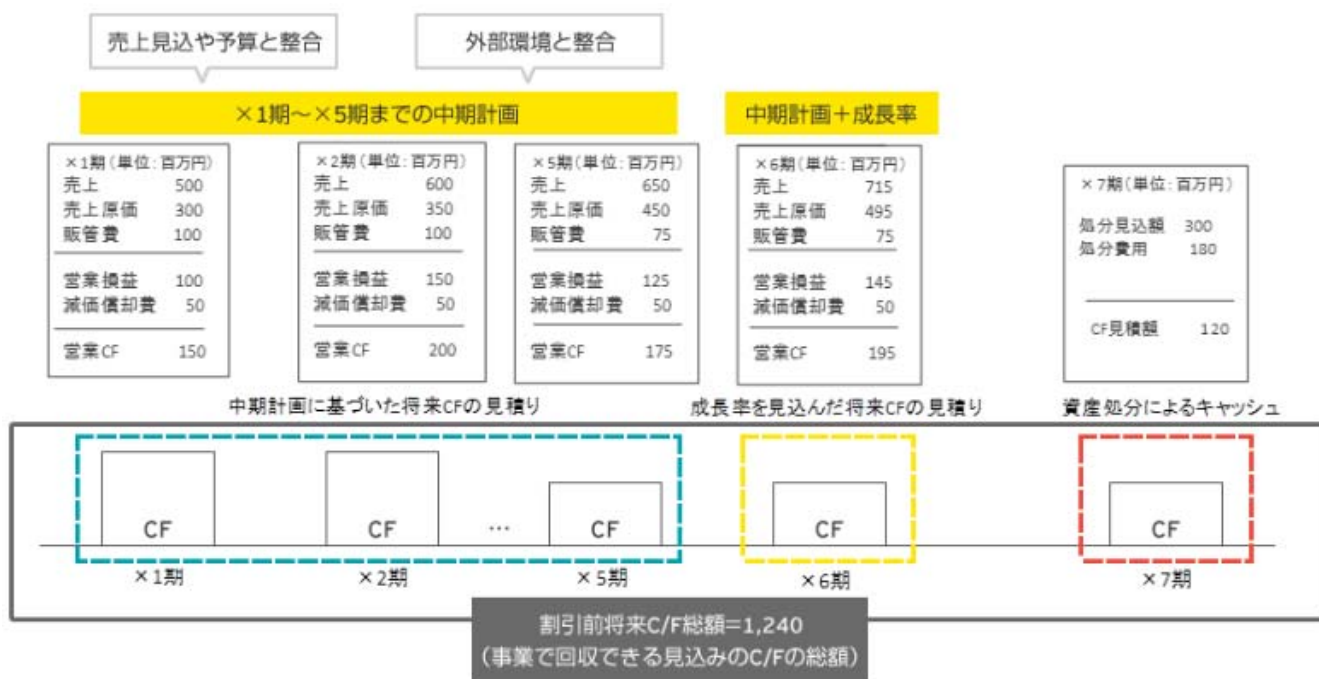 売上見込や予算と整合
外部環境と整合
×1期～×5期までの中期計画
中期計画＋成長率
×1期(単位:百万円)
売上 500
売上原価 300
販管費 100
営業損益 100
減価償却費 50
営業CF 150
×2期(単位:百万円)
売上 600
売上原価 350
販管費 100
営業損益 150
減価償却費 50
営業CF 200
×5期(単位:百万円)
売上 650
売上原価 450
販管費 75
営業損益 125
減価償却費 50
営業CF 175
×6期(単位:百万円)
売上 715
売上原価 495
販管費 75
営業損益 145
減価償却費 50
営業CF 195
×7期(単位:百万円)
処分見込額 300
処分費用 180
CF見積額 120
中期計画に基づいた将来CFの見積り
成長率を見込んだ将来CFの見積り
資産処分によるキャッシュ
CF
CF
…
CF
CF
CF
×1期
×2期
×5期
×6期
×7期
割引前将来C/F総額=1,240
(事業で回収できる見込みのC/Fの総額)